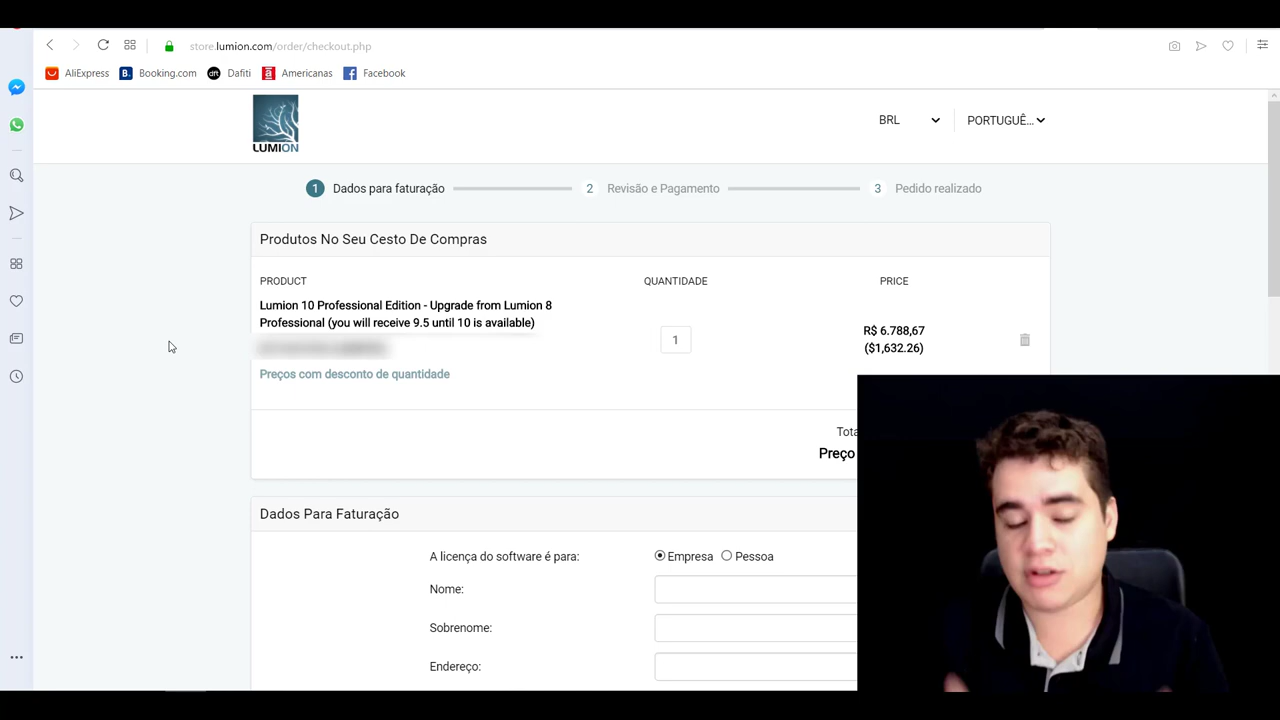 store.lumion.com/order/checkout.php
AliExpress
B.
Booking.com
dft
Dafiti
a
Americanas
Facebook
LUMION
BRL
PORTUGUÊ...
1
Dados para faturação
2
Revisão e Pagamento
3
Pedido realizado
Produtos No Seu Cesto De Compras
PRODUCT
QUANTIDADE
PRICE
Lumion 10 Professional Edition - Upgrade from Lumion 8
Professional (you will receive 9.5 until 10 is available)
1
R$ 6.788,67
($1,632.26)
Preços com desconto de quantidade
Tota
Preço
Dados Para Faturação
A licença do software é para:
Empresa
Pessoa
Nome:
Sobrenome:
Endereço: